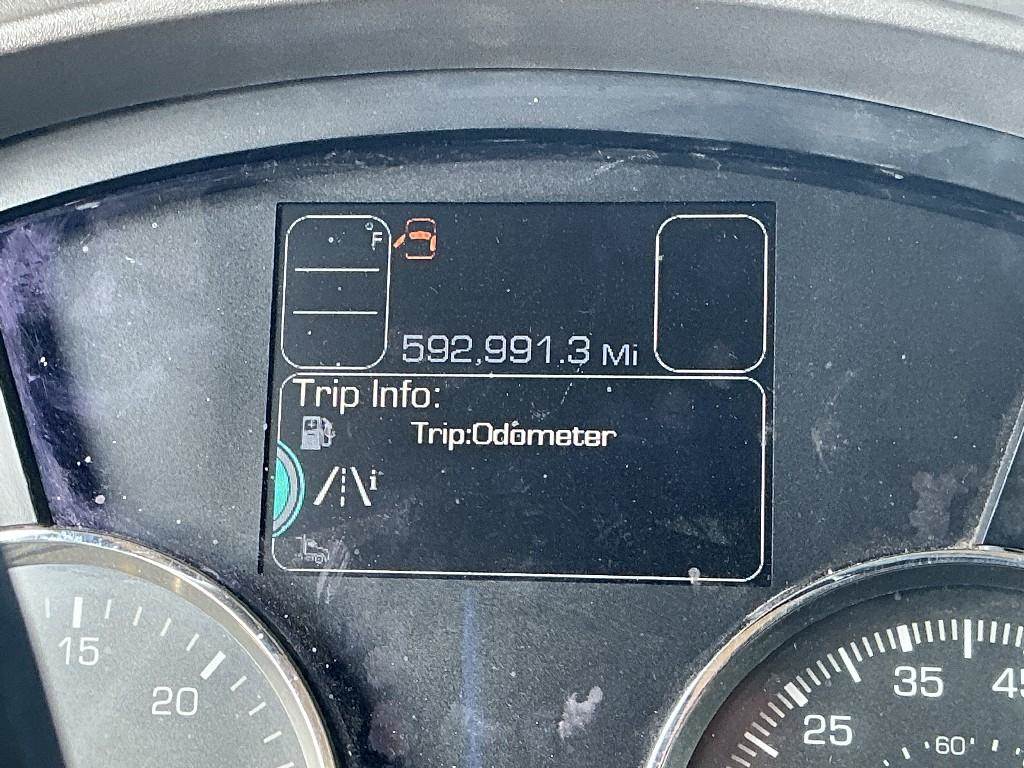 °F
592,991.3 Mi
Trip Info:
Trip:Odometer
i
15
20
25
35
60